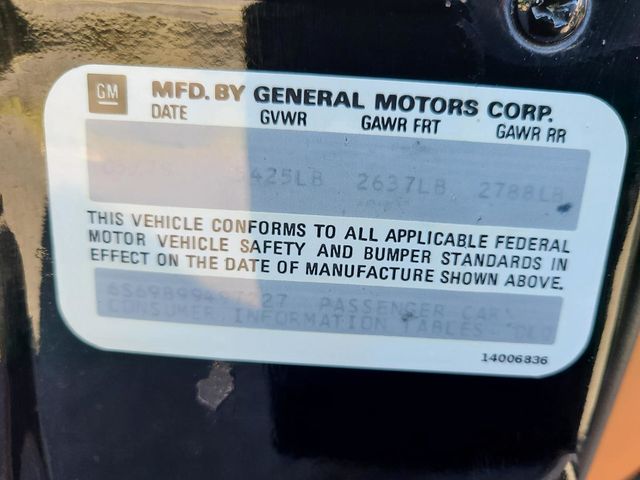 GM MFD. BY GENERAL MOTORS CORP.
DATE GVWR GAWR FRT GAWR RR
5425LB 2637LB 2788LB
THIS VEHICLE CONFORMS TO ALL APPLICABLE FEDERAL
MOTOR VEHICLE SAFETY AND BUMPER STANDARDS IN
EFFECT ON THE DATE OF MANUFACTURE SHOWN ABOVE.
PASSENGER CAR
CONSUMER INFORMATION TABLES
14006836